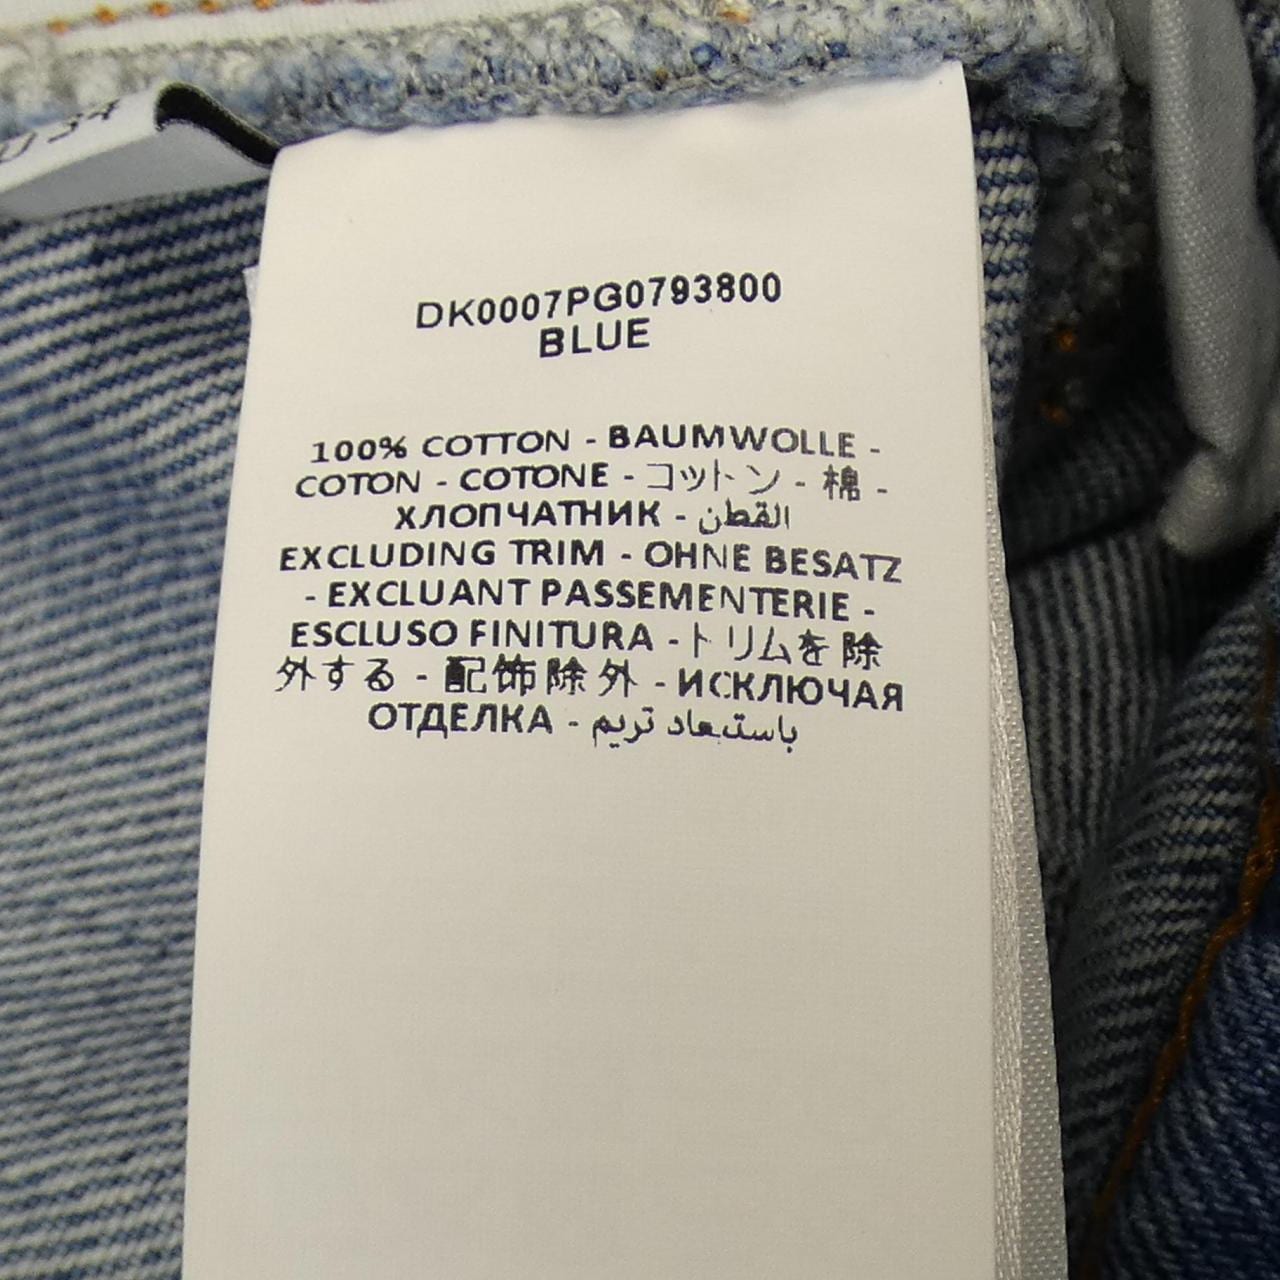 DK0007PG0793800
BLUE
100% COTTON - BAUMWOLLE -
COTON - COTONE - コットン - 棉 -
ХЛОПЧАТНИК - القطن
EXCLUDING TRIM - OHNE BESATZ
- EXCLUANT PASSEMENTERIE -
ESCLUSO FINITURA - トリムを除
外する - 配饰除外 - ИСКЛЮЧАЯ
ОТДЕЛКА - باستبعاد تريم